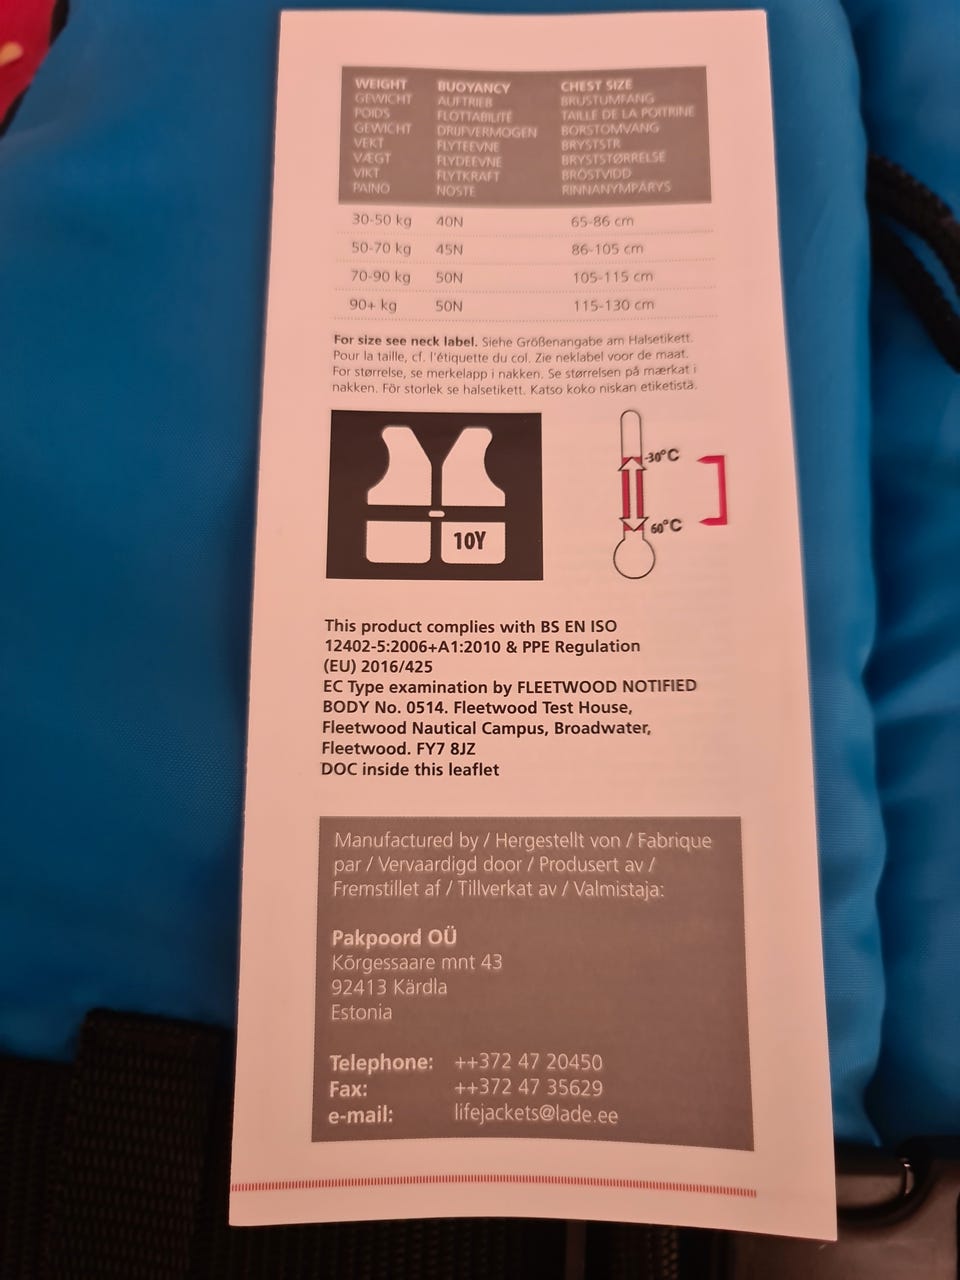 WEIGHT BUOYANCY CHEST SIZE
GEWICHT AUFTRIEB BRUSTUMFANG
POIDS FLOTTABILITÉ TAILLE DE LA POITRINE
GEWICHT DRIJFVERMOGEN BORSTOMVANG
VEKT FLYTEEVNE BRYSTSTR
VÆGT FLYDEEVNE BRYSTSTØRRELSE
VIKT FLYTKRAFT BRÖSTVIDD
PAINO NOSTE RINNANYMPÄRYS
30-50 kg 40N 65-86 cm
50-70 kg 45N 86-105 cm
70-90 kg 50N 105-115 cm
90+ kg 50N 115-130 cm
For size see neck label. Siehe Größenangabe am Halsetikett.
Pour la taille, cf. l'étiquette du col. Zie neklabel voor de maat.
For størrelse, se merkelapp i nakken. Se størrelsen på mærkat i
nakken. För storlek se halsetikett. Katso koko niskan etiketistä.
-30°C
60°C
10Y
This product complies with BS EN ISO
12402-5:2006+A1:2010 & PPE Regulation
(EU) 2016/425
EC Type examination by FLEETWOOD NOTIFIED
BODY No. 0514. Fleetwood Test House,
Fleetwood Nautical Campus, Broadwater,
Fleetwood. FY7 8JZ
DOC inside this leaflet
Manufactured by / Hergestellt von / Fabrique
par / Vervaardigd door / Produsert av /
Fremstillet af / Tillverkat av / Valmistaja:
Pakpoord OÜ
Kõrgessaare mnt 43
92413 Kärdla
Estonia
Telephone: ++372 47 20450
Fax: ++372 47 35629
e-mail: lifejackets@lade.ee